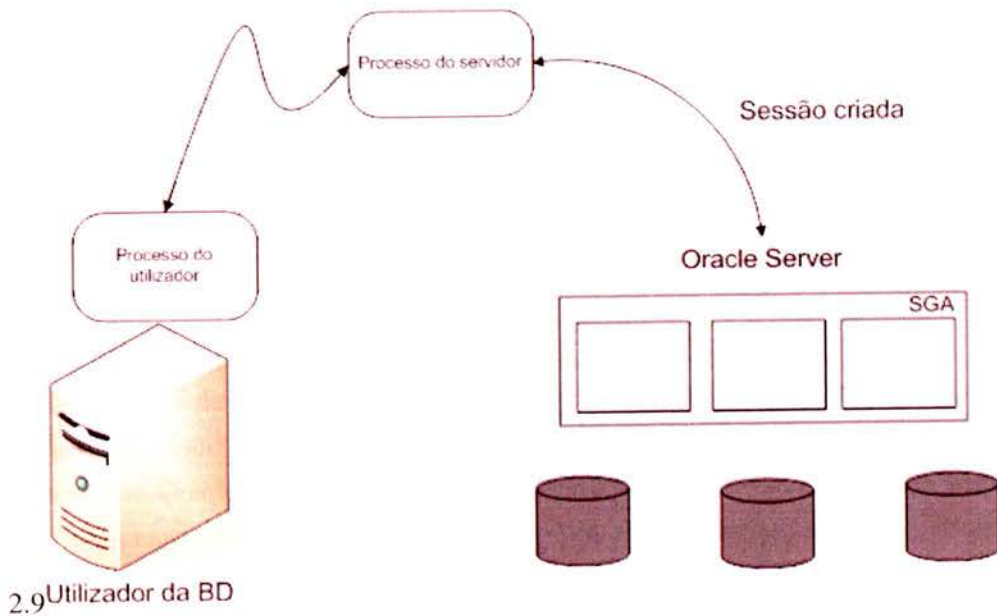 Processo do servidor
Sessão criada
Processo do
utilizador
Oracle Server
SGA
2.9 Utilizador da BD